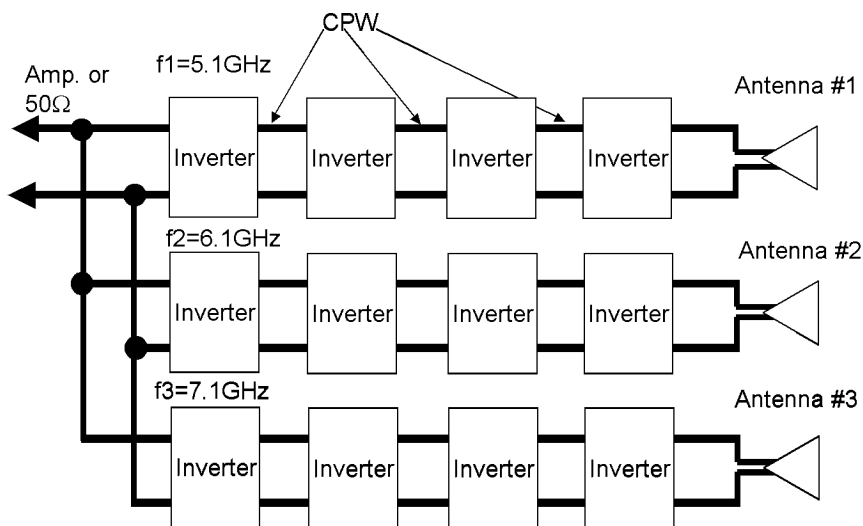 CPW
f1=5.1GHz
Amp. or
50Ω
Antenna #1
Inverter Inverter Inverter Inverter
f2=6.1GHz
Antenna #2
Inverter Inverter Inverter Inverter
f3=7.1GHz
Antenna #3
Inverter Inverter Inverter Inverter